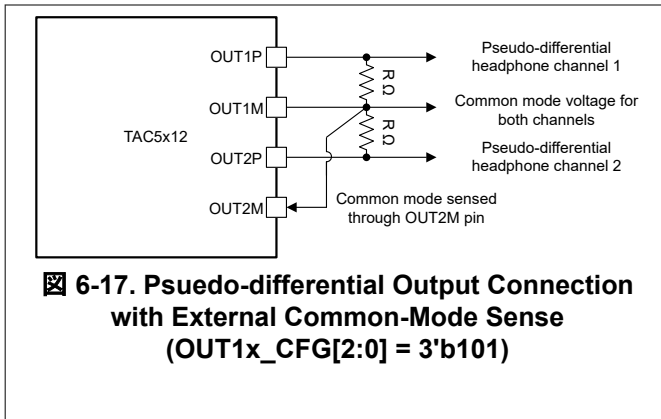 OUT1P
Pseudo-differential
headphone channel 1
R Ω
OUT1M
Common mode voltage for
both channels
TAC5x12
R Ω
OUT2P
Pseudo-differential
headphone channel 2
OUT2M
Common mode sensed
through OUT2M pin
図 6-17. Psuedo-differential Output Connection
with External Common-Mode Sense
(OUT1x_CFG[2:0] = 3'b101)